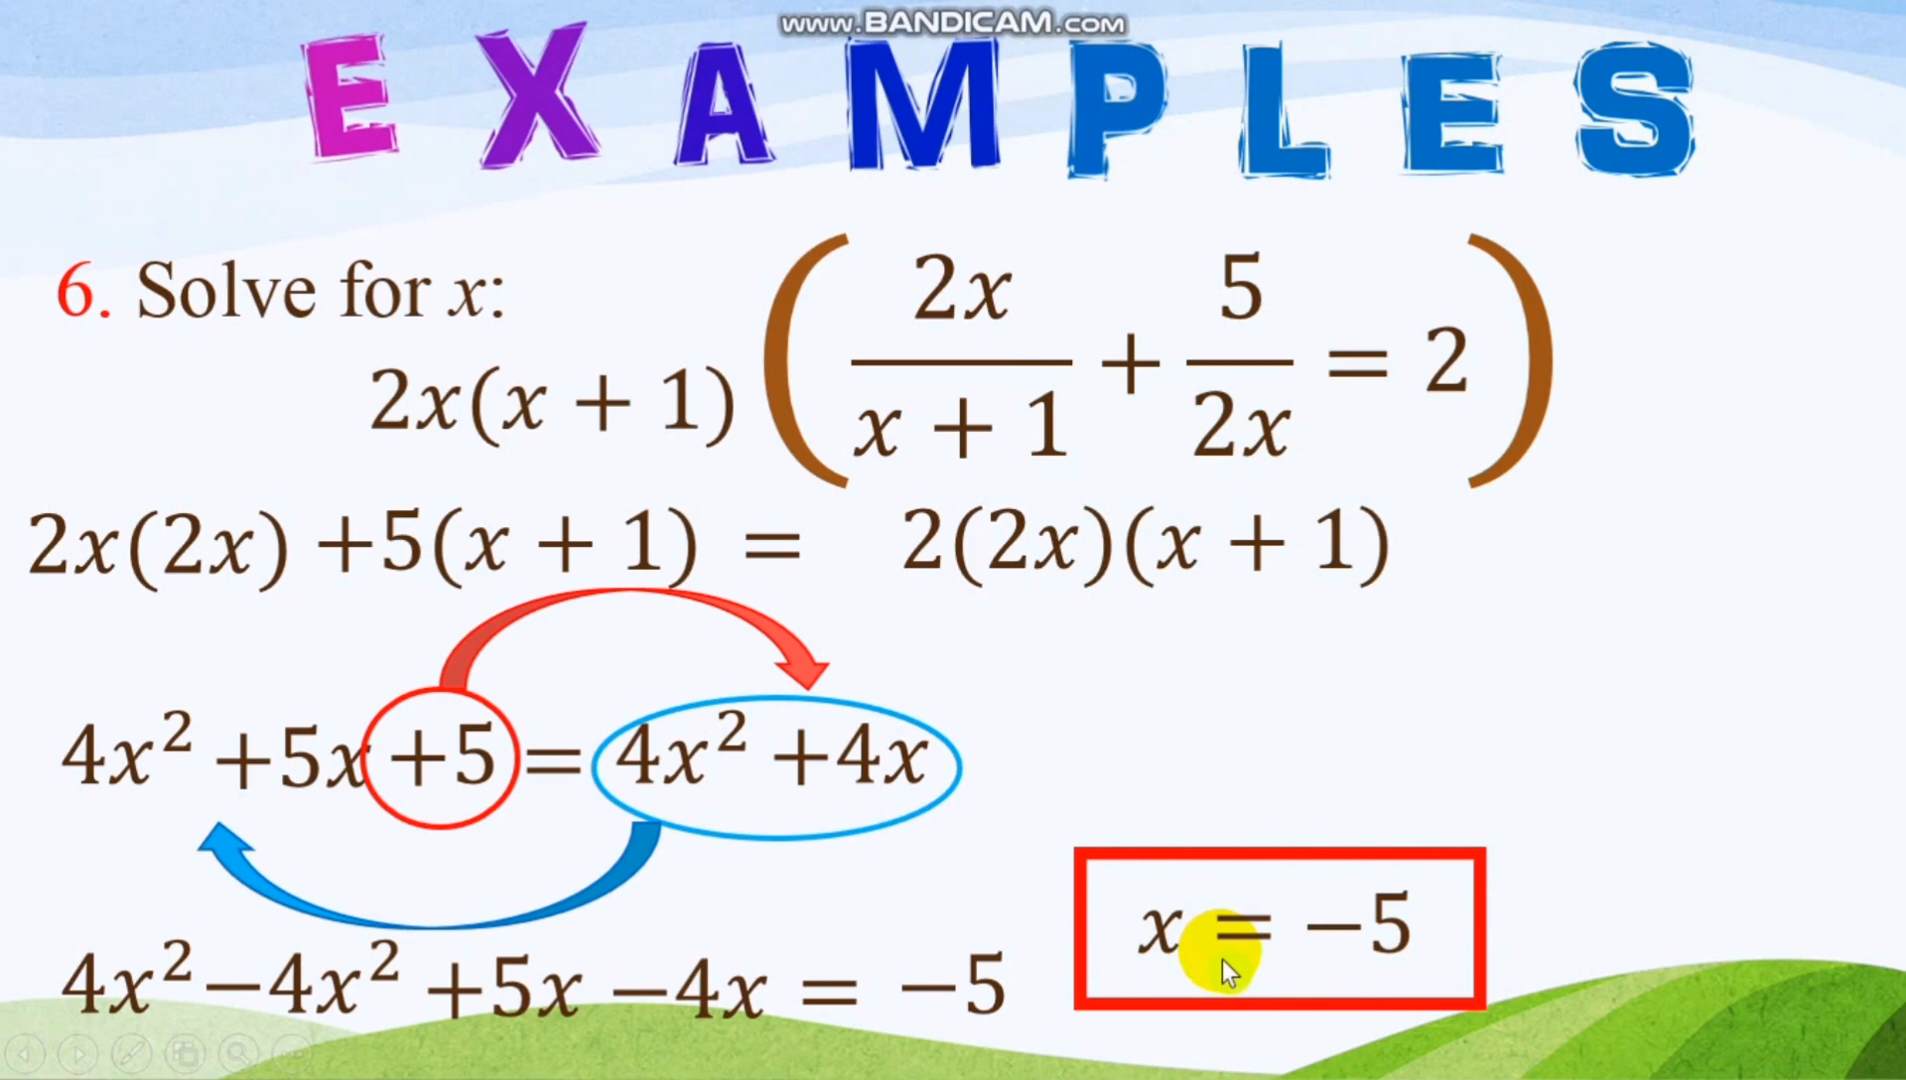 www.BANDICAM.com
EXAMPLES
6. Solve for x:
2x(x + 1) ( 2x/(x + 1) + 5/(2x) = 2 )
2x(2x) +5(x + 1) = 2(2x)(x + 1)
4x² +5x +5 = 4x² +4x
4x²−4x² +5x −4x = −5
x = −5